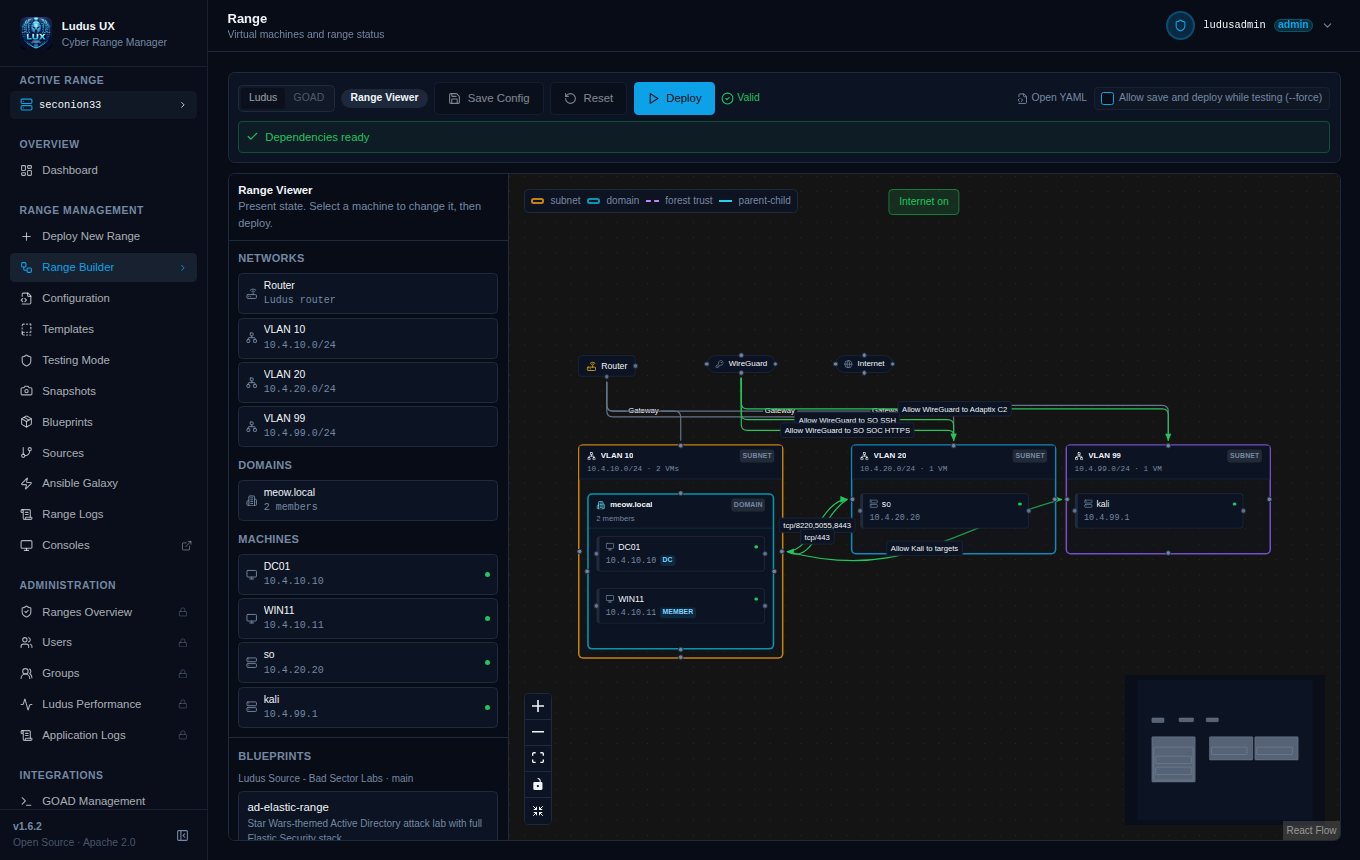 Ludus UX
Cyber Range Manager
ACTIVE RANGE
seconion33
OVERVIEW
Dashboard
RANGE MANAGEMENT
Deploy New Range
Range Builder
Configuration
Templates
Testing Mode
Snapshots
Blueprints
Sources
Ansible Galaxy
Range Logs
Consoles
ADMINISTRATION
Ranges Overview
Users
Groups
Ludus Performance
Application Logs
INTEGRATIONS
GOAD Management
v1.6.2
Open Source · Apache 2.0
Range
Virtual machines and range status
ludusadmin admin
Ludus GOAD Range Viewer Save Config Reset Deploy Valid
Open YAML Allow save and deploy while testing (--force)
Dependencies ready
Range Viewer
Present state. Select a machine to change it, then
deploy.
NETWORKS
Router
Ludus router
VLAN 10
10.4.10.0/24
VLAN 20
10.4.20.0/24
VLAN 99
10.4.99.0/24
DOMAINS
meow.local
2 members
MACHINES
DC01
10.4.10.10
WIN11
10.4.10.11
so
10.4.20.20
kali
10.4.99.1
BLUEPRINTS
Ludus Source - Bad Sector Labs · main
ad-elastic-range
Star Wars-themed Active Directory attack lab with full
Elastic Security stack
subnet domain forest trust parent-child
Internet on
Router
WireGuard
Internet
Gateway
Gateway
Allow WireGuard to Adaptix C2
Allow WireGuard to SO SSH
Allow WireGuard to SO SOC HTTPS
VLAN 10 SUBNET
10.4.10.0/24 · 2 VMs
meow.local DOMAIN
2 members
DC01
10.4.10.10 DC
WIN11
10.4.10.11 MEMBER
tcp/8220,5055,8443
tcp/443
VLAN 20 SUBNET
10.4.20.0/24 · 1 VM
so
10.4.20.20
Allow Kali to targets
VLAN 99 SUBNET
10.4.99.0/24 · 1 VM
kali
10.4.99.1
React Flow